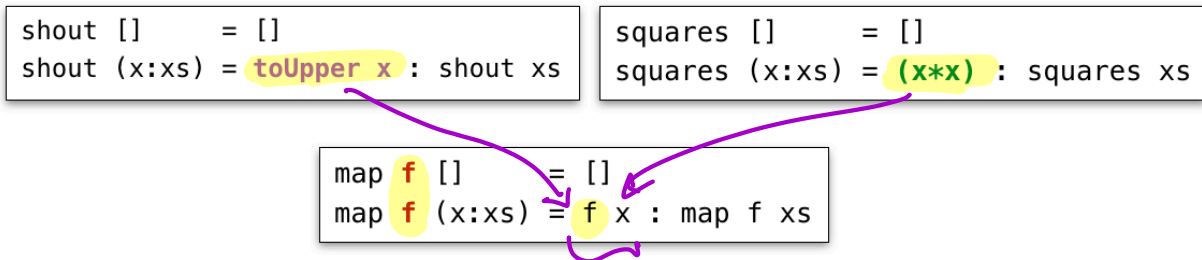 shout []     = []
shout (x:xs) = toUpper x : shout xs
squares []     = []
squares (x:xs) = (x*x) : squares xs
map f []     = []
map f (x:xs) = f x : map f xs